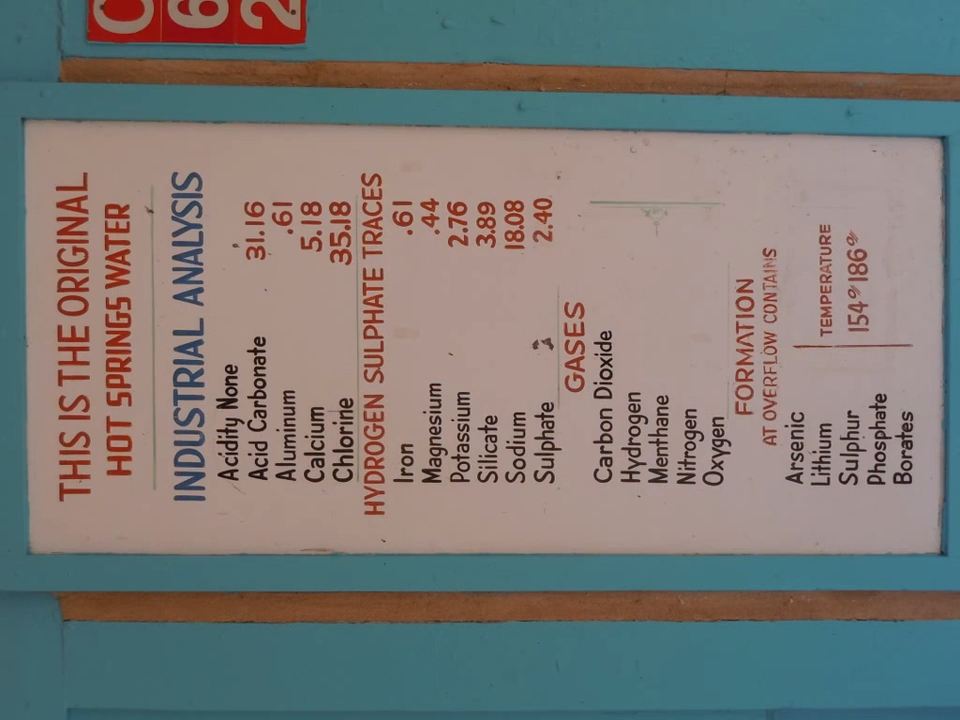 THIS IS THE ORIGINAL
HOT SPRINGS WATER
INDUSTRIAL ANALYSIS
Acidity None
Acid Carbonate 31.16
Aluminum .61
Calcium 5.18
Chlorine 35.18
HYDROGEN SULPHATE TRACES
Iron .61
Magnesium .44
Potassium 2.76
Silicate 3.89
Sodium 18.08
Sulphate 2.40
GASES
Carbon Dioxide
Hydrogen
Menthane
Nitrogen
Oxygen
FORMATION
AT OVERFLOW CONTAINS
Arsenic
Lithium
Sulphur
Phosphate
Borates
TEMPERATURE
154° 186°